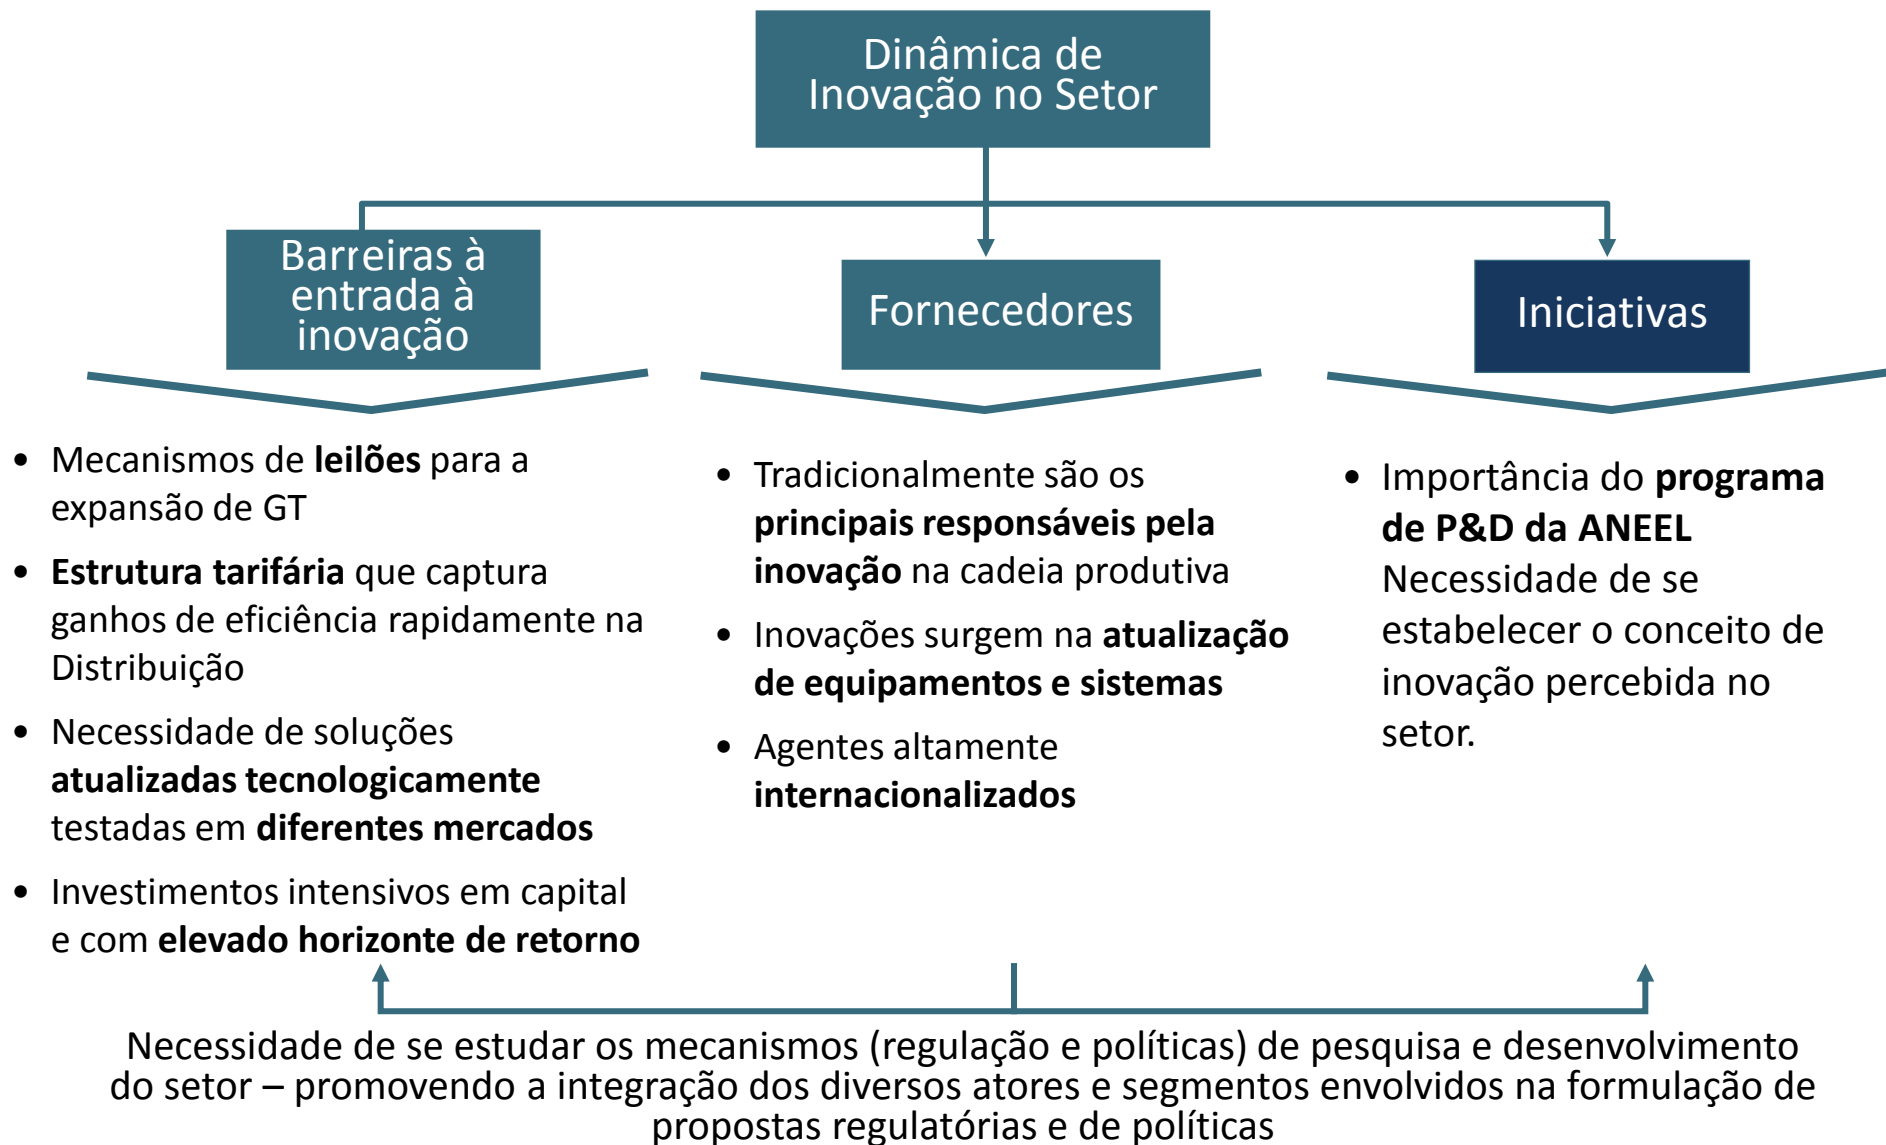 Dinâmica de
Inovação no Setor
Barreiras à
entrada à
inovação
Fornecedores
Iniciativas
• Mecanismos de leilões para a
expansão de GT
• Estrutura tarifária que captura
ganhos de eficiência rapidamente na
Distribuição
• Necessidade de soluções
atualizadas tecnologicamente
testadas em diferentes mercados
• Investimentos intensivos em capital
e com elevado horizonte de retorno
• Tradicionalmente são os
principais responsáveis pela
inovação na cadeia produtiva
• Inovações surgem na atualização
de equipamentos e sistemas
• Agentes altamente
internacionalizados
• Importância do programa
de P&D da ANEEL
Necessidade de se
estabelecer o conceito de
inovação percebida no
setor.
Necessidade de se estudar os mecanismos (regulação e políticas) de pesquisa e desenvolvimento
do setor – promovendo a integração dos diversos atores e segmentos envolvidos na formulação de
propostas regulatórias e de políticas